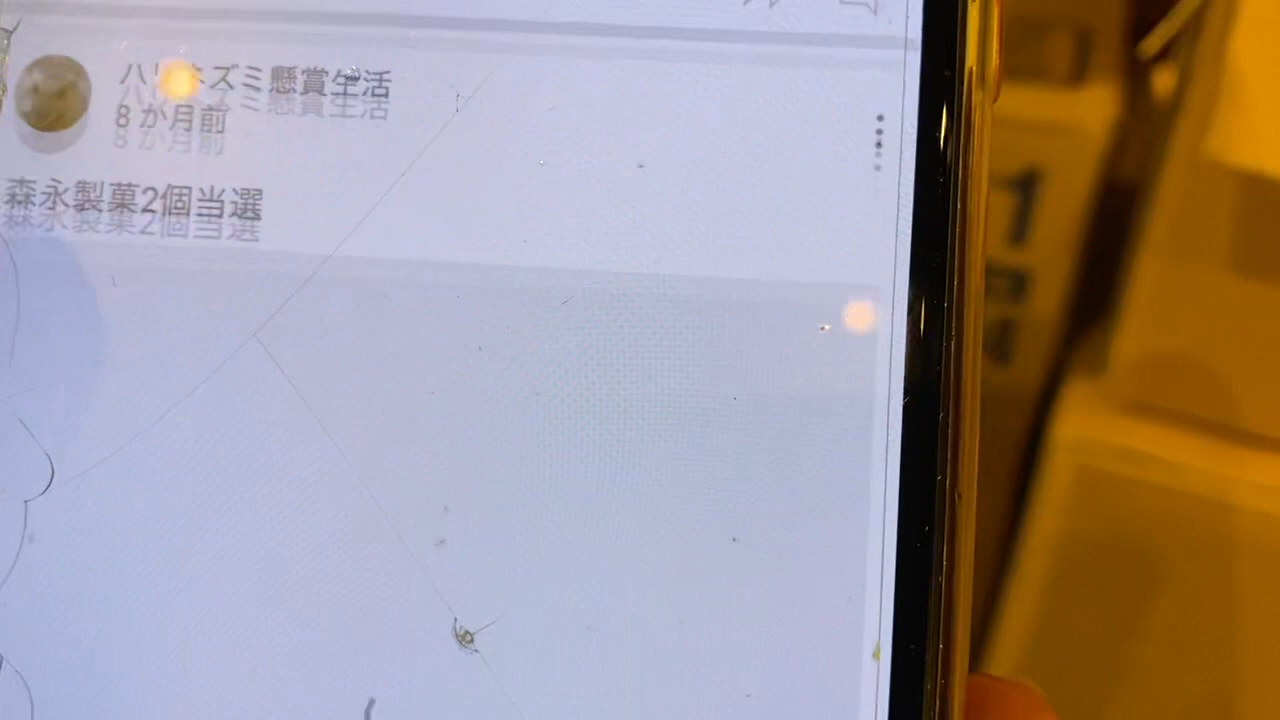 ハリネズミ懸賞生活
8 か月前
森永製菓2個当選